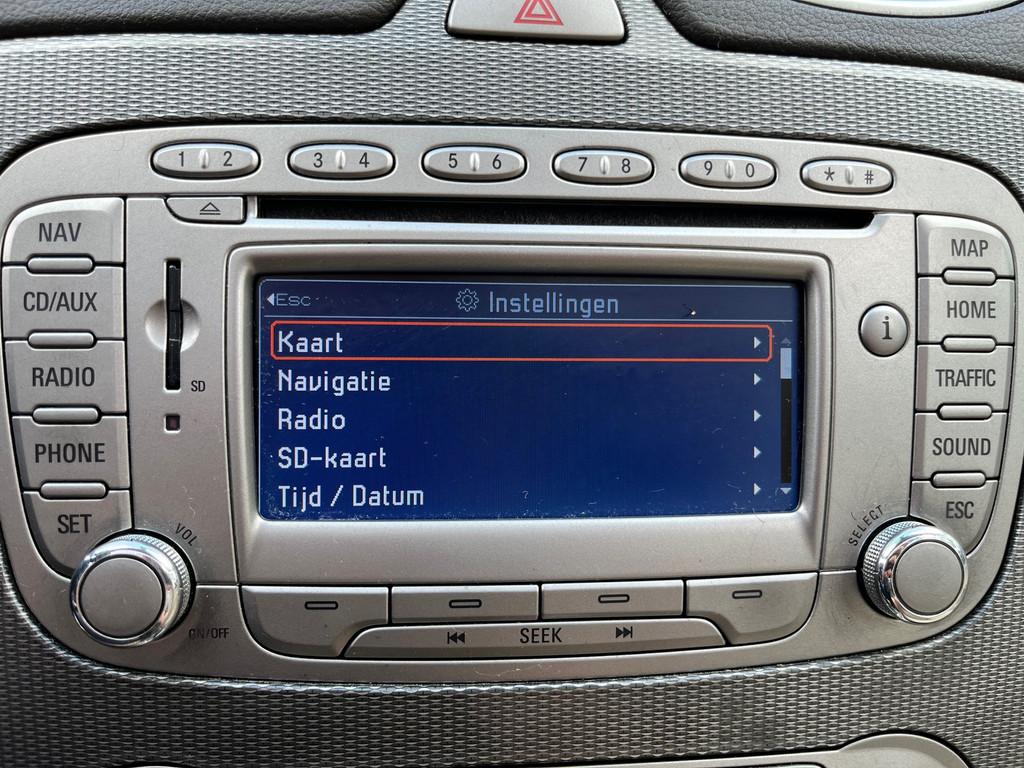 1 2
3 4
5 6
7 8
9 0
* #
NAV
CD/AUX
RADIO
PHONE
SET
SD
Esc
Instellingen
Kaart
Navigatie
Radio
SD-kaart
Tijd / Datum
MAP
HOME
TRAFFIC
SOUND
ESC
i
VOL
ON/OFF
SELECT
SEEK